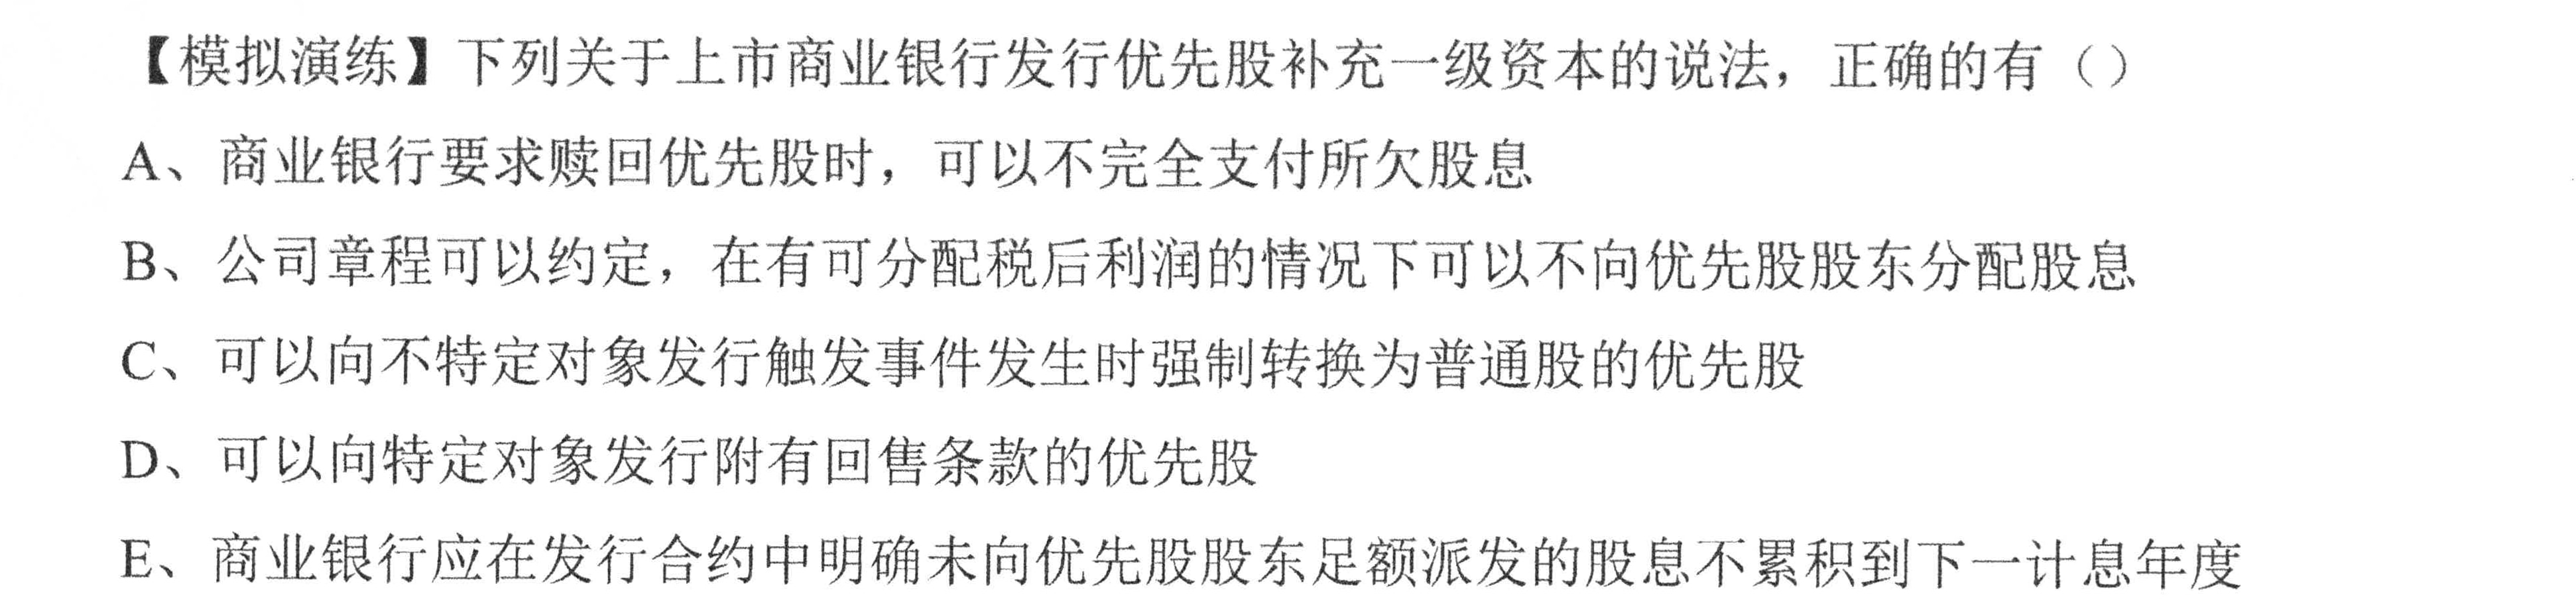 【模拟演练】下列关于上市商业银行发行优先股补充一级资本的说法，正确的有（）
A、商业银行要求赎回优先股时，可以不完全支付所欠股息
B、公司章程可以约定，在有可分配税后利润的情况下可以不向优先股股东分配股息
C、可以向不特定对象发行触发事件发生时强制转换为普通股的优先股
D、可以向特定对象发行附有回售条款的优先股
E、商业银行应在发行合约中明确未向优先股股东足额派发的股息不累积到下一计息年度